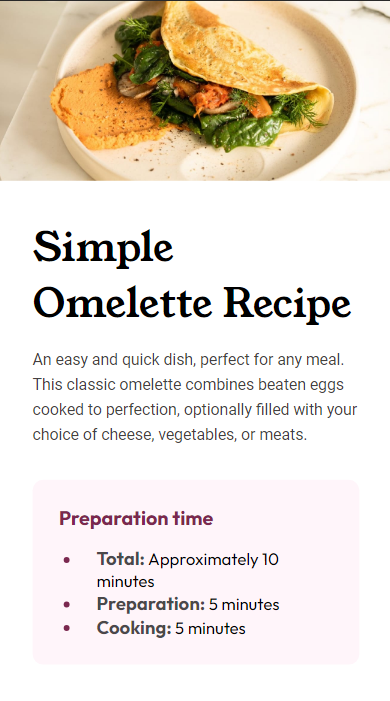 Simple
Omelette Recipe
An easy and quick dish, perfect for any meal.
This classic omelette combines beaten eggs
cooked to perfection, optionally filled with your
choice of cheese, vegetables, or meats.
Preparation time
• Total: Approximately 10
minutes
• Preparation: 5 minutes
• Cooking: 5 minutes